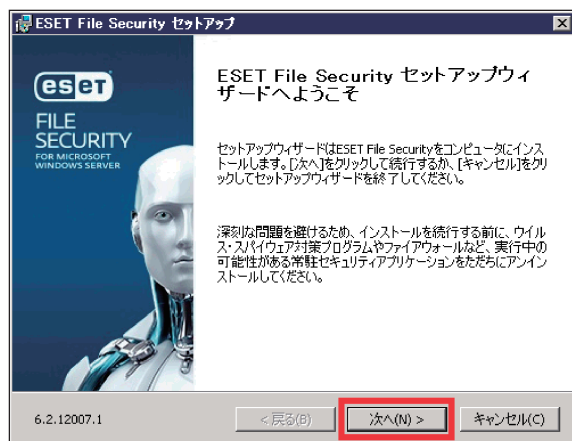 ESET File Security セットアップ
eset
FILE
SECURITY
FOR MICROSOFT
WINDOWS SERVER
ESET File Security セットアップウィ
ザードへようこそ
セットアップウィザードはESET File Securityをコンピュータにインス
トールします。[次へ]をクリックして続行するか、[キャンセル]をクリ
ックしてセットアップウィザードを終了してください。
深刻な問題を避けるため、インストールを続行する前に、ウイル
ス・スパイウェア対策プログラムやファイアウォールなど、実行中の
可能性がある常駐セキュリティアプリケーションをただちにアンイン
ストールしてください。
6.2.12007.1
< 戻る(B)
次へ(N) >
キャンセル(C)